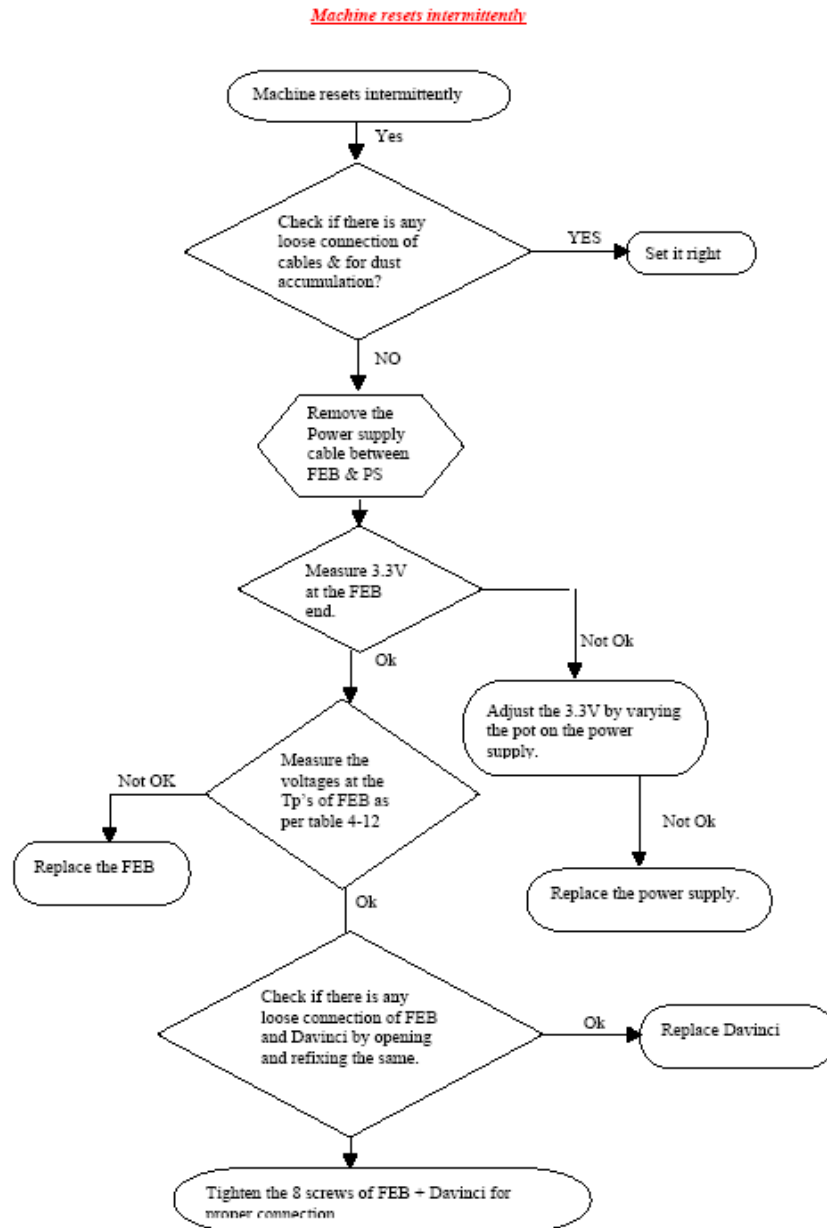 Machine resets intermittently
Machine resets intermittently
Yes
Check if there is any
loose connection of
cables & for dust
accumulation?
YES
Set it right
NO
Remove the
Power supply
cable between
FEB & PS
Measure 3.3V
at the FEB
end.
Not Ok
Ok
Adjust the 3.3V by varying
the pot on the power
supply.
Measure the
voltages at the
Tp's of FEB as
per table 4-12
Not OK
Not Ok
Replace the FEB
Replace the power supply.
Ok
Check if there is any
loose connection of FEB
and Davinci by opening
and refixing the same.
Ok
Replace Davinci
Tighten the 8 screws of FEB + Davinci for
proper connection